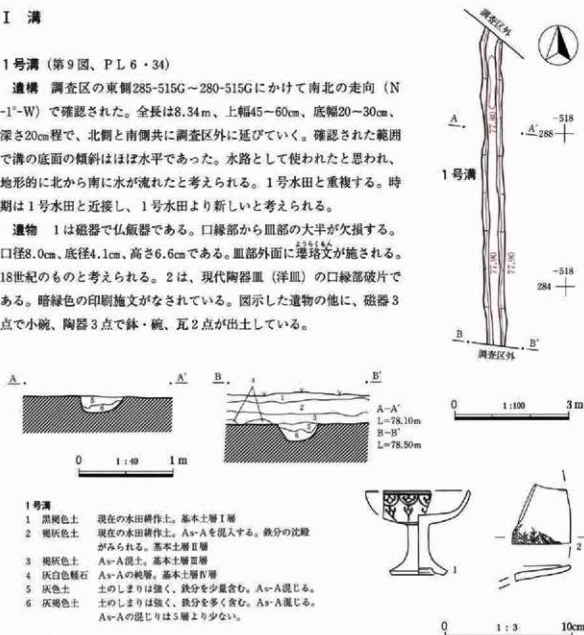 I 溝
1号溝(第9図、PL6・34)
遺構 調査区の東側285-515G~280-515Gにかけて南北の走向(N
-1°-W)で確認された。全長は8.34m、上幅45~60cm、底幅20~30cm、
深さ20cm程で、北側と南側共に調査区外に延びていく。確認された範囲
で溝の底面の傾斜はほぼ水平であった。水路として使われたと思われ、
地形的に北から南に水が流れたと考えられる。1号水田と重複する。時
期は1号水田と近接し、1号水田より新しいと考えられる。
遺物 1は磁器で仏飯器である。口縁部から皿部の大半が欠損する。
口径8.0cm、底径4.1cm、高さ6.6cmである。皿部外面に瓔珞文が施される。
ようらくもん
18世紀のものと考えられる。2は、現代陶器皿(洋皿)の口縁部破片で
ある。暗緑色の印刷施文がなされている。図示した遺物の他に、磁器3
点で小碗、陶器3点で鉢・碗、瓦2点が出土している。
調査区外
A A'
-518
288
77.80
1号溝
77.90 77.90
-518
284
B B'
調査区外
0 1:100 3m
A A'
5
6
0 1:40 1m
B B'
4
1
2
3
5
6
A-A'
L=78.10m
B-B'
L=78.50m
1号溝
1 黒褐色土 現在の水田耕作土。基本土層I層
2 褐灰色土 現在の水田耕作土。As-Aを混入する。鉄分の沈殿
がみられる。基本土層II層
3 褐灰色土 As-A混土。基本土層III層
4 灰白色軽石 As-Aの純層。基本土層IV層
5 灰色土 土のしまりは強く、鉄分を少量含む。As-A混じる。
6 灰褐色土 土のしまりは強く、鉄分を多く含む。As-A混じる。
As-Aの混じりは5層より少ない。
1
2
0 1:3 10cm